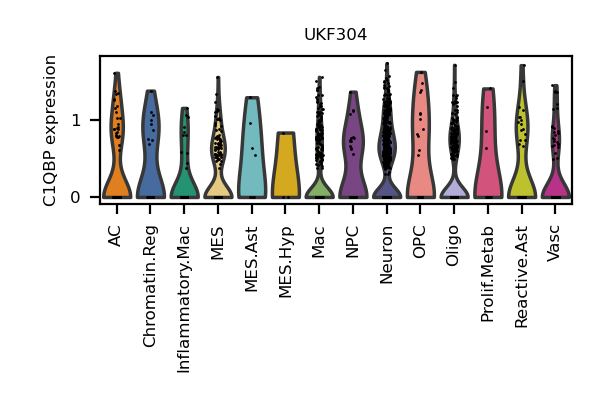 UKF304
C1QBP expression
1
0
AC
Chromatin.Reg
Inflammatory.Mac
MES
MES.Ast
MES.Hyp
Mac
NPC
Neuron
OPC
Oligo
Prolif.Metab
Reactive.Ast
Vasc